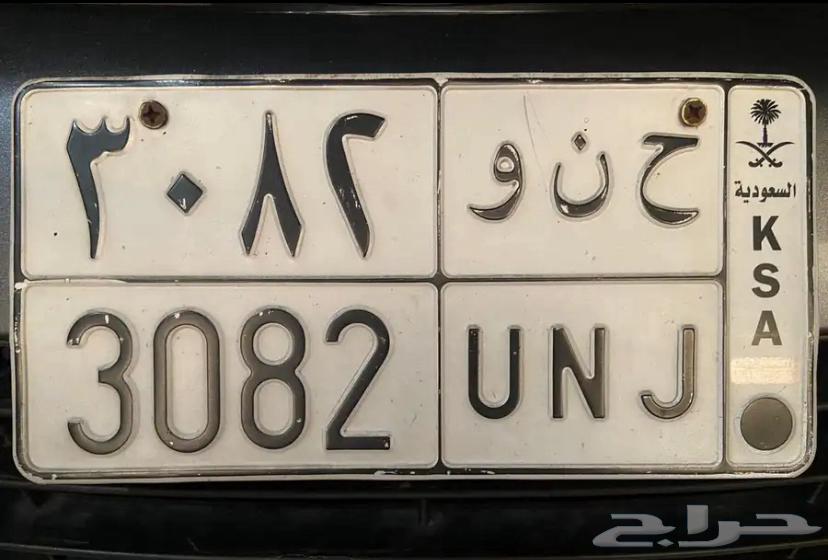 ٣٠٨٢ ح ن و
3082 UNJ
السعودية
K
S
A
حراج